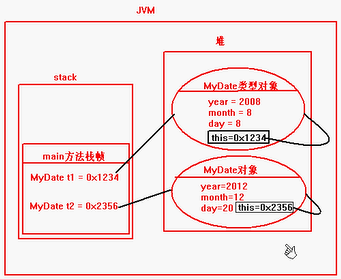 JVM
堆
stack
MyDate类型对象
year = 2008
month = 8
day = 8
this=0x1234
main方法栈帧
MyDate t1 = 0x1234
MyDate t2 = 0x2356
MyDate对象
year=2012
month=12
day=20 this=0x2356